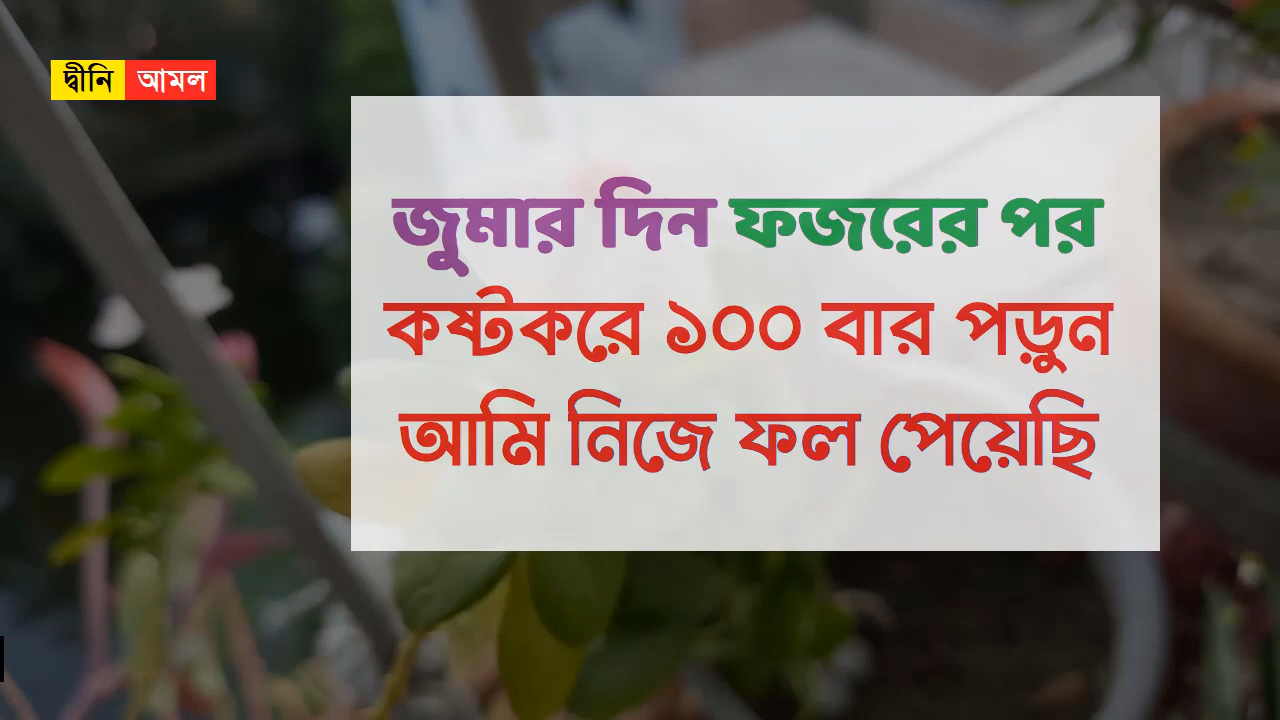 দ্বীনি আমল
জুমার দিন ফজরের পর
কষ্টকরে ১০০ বার পড়ুন
আমি নিজে ফল পেয়েছি